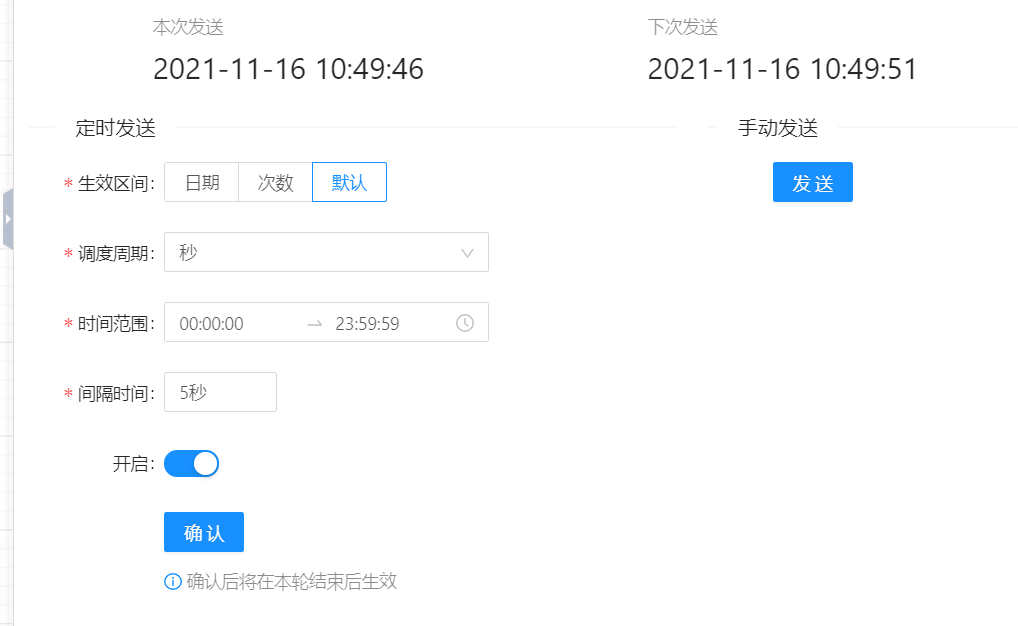 本次发送 下次发送
2021-11-16 10:49:46 2021-11-16 10:49:51
定时发送 手动发送
* 生效区间: 日期 次数 默认 发 送
* 调度周期: 秒
* 时间范围: 00:00:00 → 23:59:59
* 间隔时间: 5秒
开启:
确 认
确认后将在本轮结束后生效